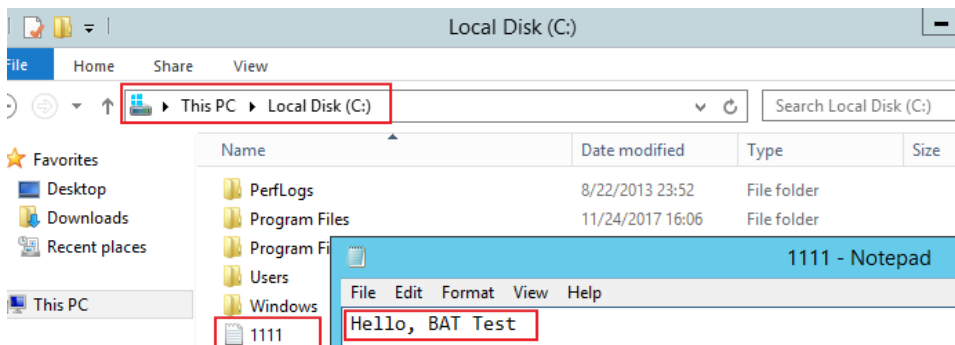 Local Disk (C:)
File Home Share View
This PC Local Disk (C:) Search Local Disk (C:)
Name Date modified Type Size
Favorites
Desktop PerfLogs 8/22/2013 23:52 File folder
Downloads Program Files 11/24/2017 16:06 File folder
Recent places Program Fi
1111 - Notepad
Users
File Edit Format View Help
This PC Windows
Hello, BAT Test
1111